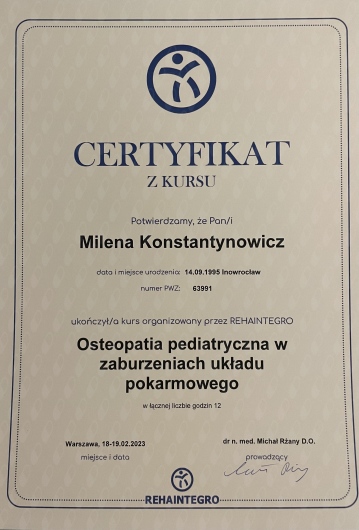 CERTYFIKAT
Z KURSU
Potwierdzamy, że Pan/i
Milena Konstantynowicz
data i miejsce urodzenia: 14.09.1995 Inowrocław
numer PWZ: 63991
ukończył/a kurs organizowany przez REHAINTEGRO
Osteopatia pediatryczna w
zaburzeniach układu
pokarmowego
w łącznej liczbie godzin 12
Warszawa, 18-19.02.2023
miejsce i data
dr n. med. Michał Rżany D.O.
prowadzący
REHAINTEGRO